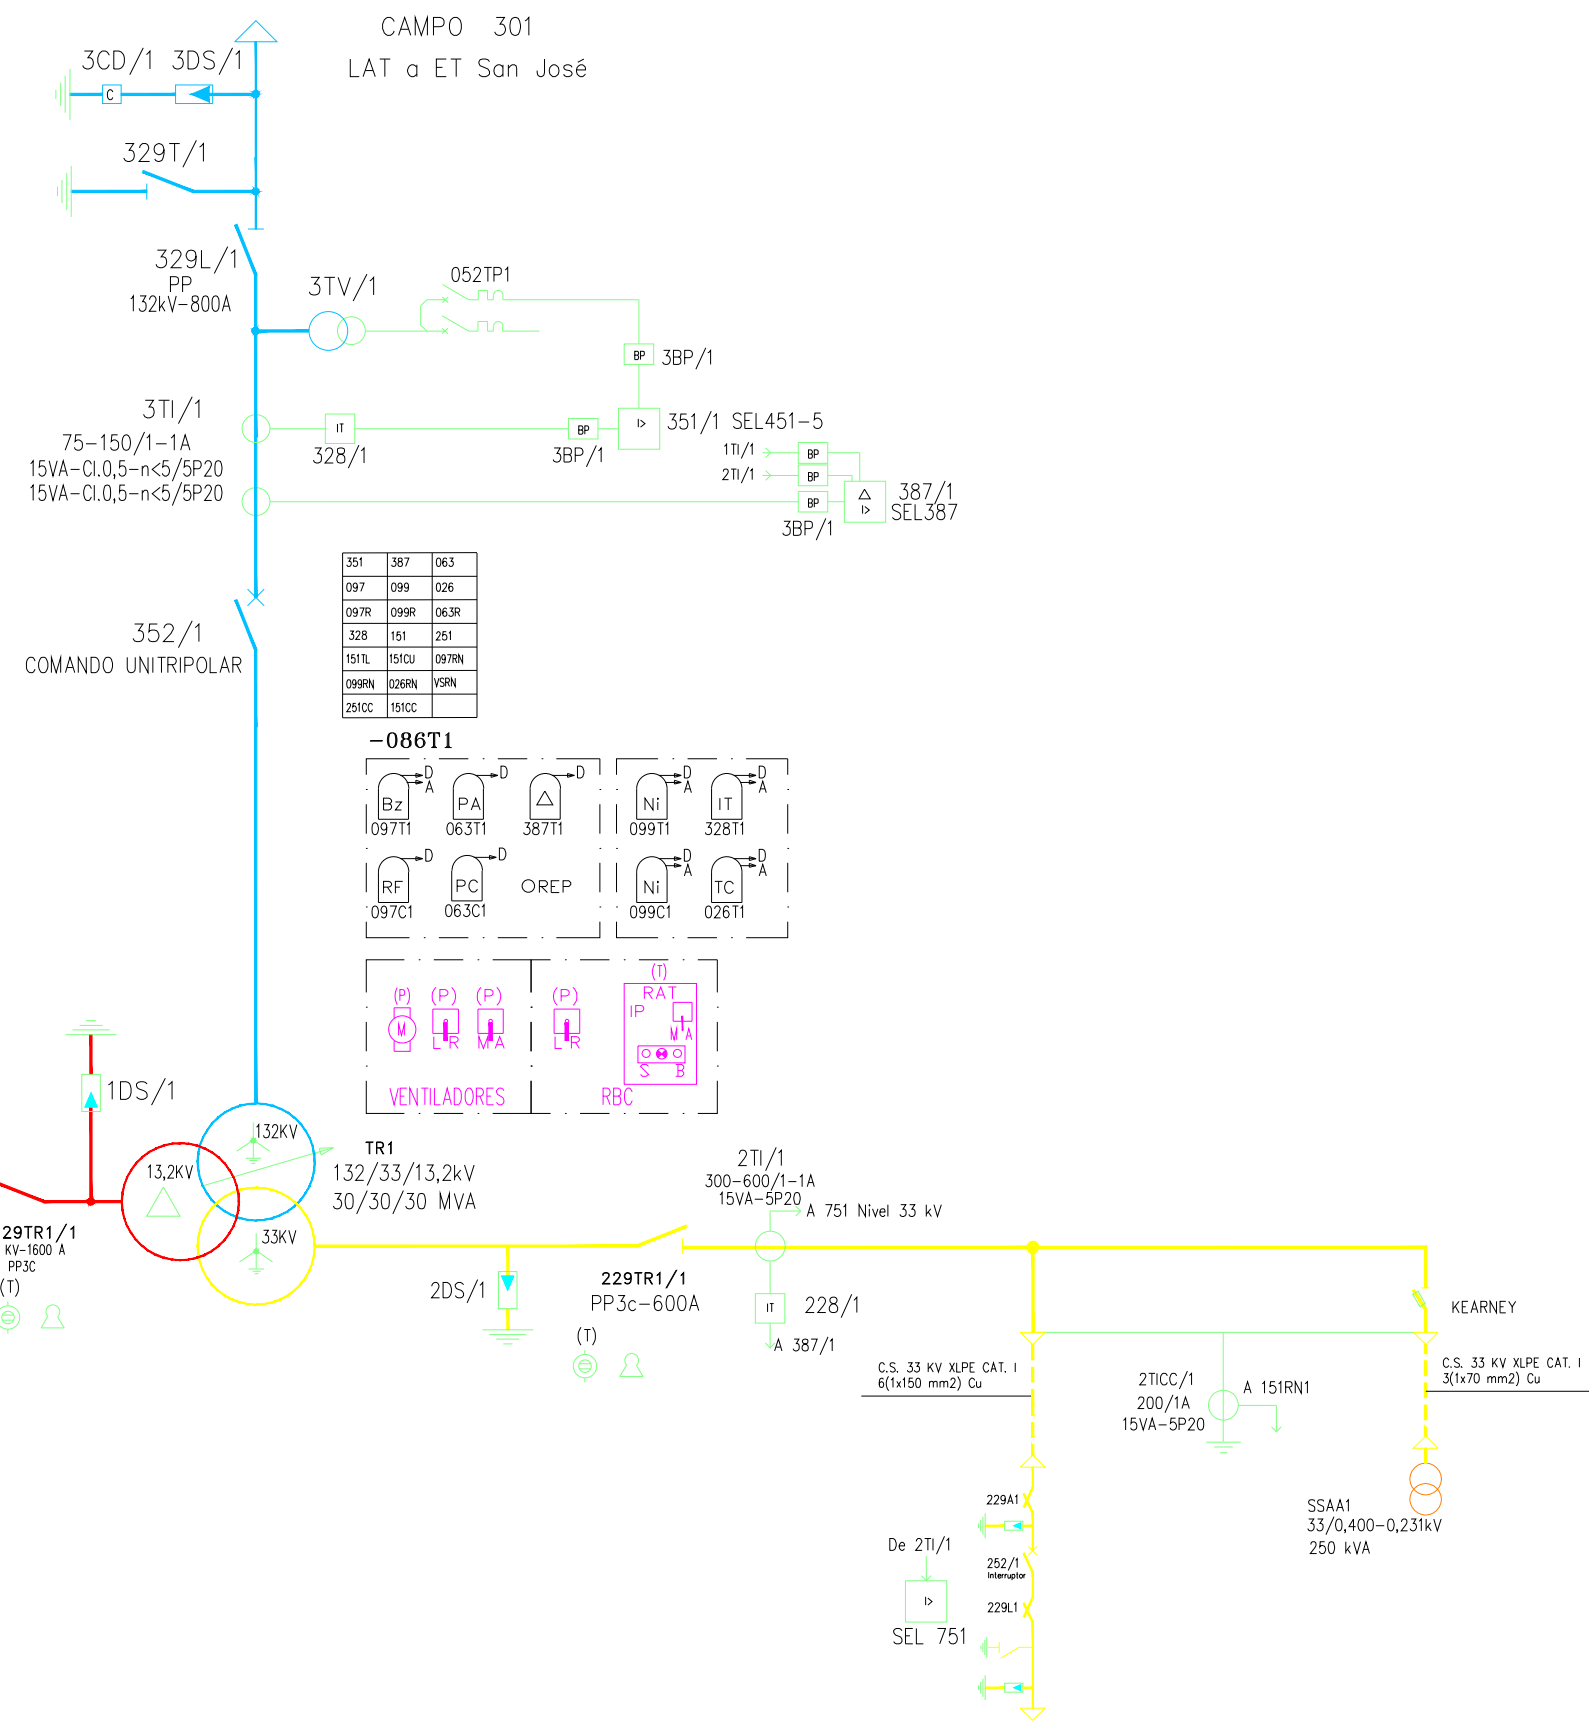 CAMPO 301
LAT a ET San José
3CD/1 3DS/1
C
329T/1
329L/1
PP
132kV-800A
3TV/1
052TP1
BP
3BP/1
3TI/1
75-150/1-1A
15VA-Cl.0,5-n<5/5P20
15VA-Cl.0,5-n<5/5P20
IT
328/1
BP
3BP/1
I>
351/1 SEL451-5
1TI/1
BP
2TI/1
BP
BP
3BP/1
I>
387/1
SEL387
351 387 063
097 099 026
097R 099R 063R
328 151 251
151TL 151CU 097RN
099RN 026RN VSRN
251CC 151CC
352/1
COMANDO UNITRIPOLAR
-086T1
Bz D A
097T1
PA D
063T1
D
387T1
Ni D A
099T1
IT D A
328T1
RF D
097C1
PC D
063C1
OREP
Ni D A
099C1
TC D A
026T1
(P) (P) (P)
M
L R
M A
VENTILADORES
(P)
L R
RBC
(T)
RAT
IP
M A
S B
1DS/1
132KV
13,2KV
33KV
TR1
132/33/13,2kV
30/30/30 MVA
29TR1/1
KV-1600 A
PP3C
(T)
2DS/1
229TR1/1
PP3c-600A
(T)
2TI/1
300-600/1-1A
15VA-5P20
A 751 Nivel 33 kV
IT
228/1
A 387/1
KEARNEY
C.S. 33 KV XLPE CAT. I
6(1x150 mm2) Cu
2TICC/1
200/1A
15VA-5P20
A 151RN1
C.S. 33 KV XLPE CAT. I
3(1x70 mm2) Cu
229A1
De 2TI/1
I>
SEL 751
252/1
Interruptor
229L1
SSAA1
33/0,400-0,231kV
250 kVA